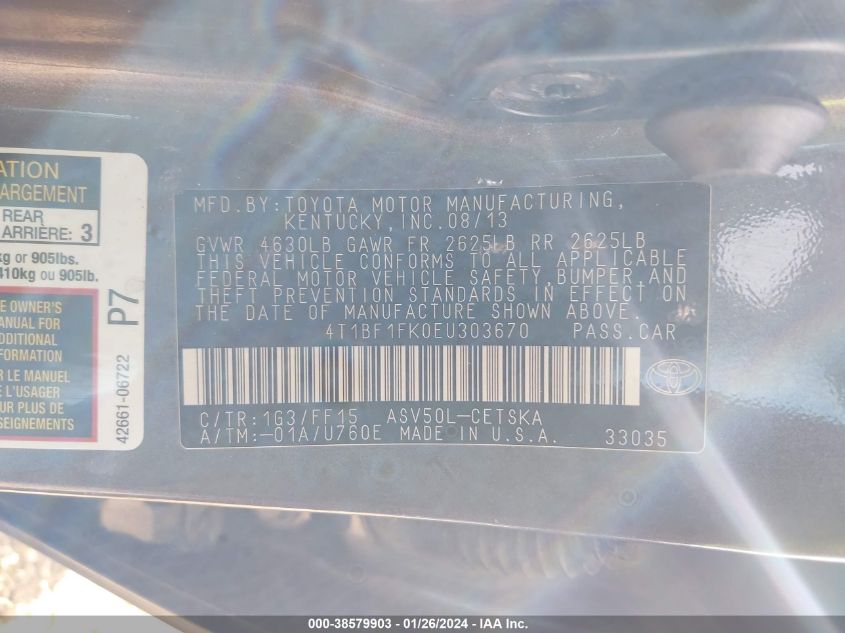 ATION
ARGEMENT
REAR
ARRIÈRE: 3
kg or 905lbs.
410kg ou 905lb.
E OWNER'S
MANUAL FOR
ADDITIONAL
INFORMATION
R LE MANUEL
E L'USAGER
UR PLUS DE
SEIGNEMENTS
42661-06722
P7
MFD.BY:TOYOTA MOTOR MANUFACTURING,
KENTUCKY,INC.08/13
GVWR 4630LB GAWR FR 2625LB RR 2625LB
THIS VEHICLE CONFORMS TO ALL APPLICABLE
FEDERAL MOTOR VEHICLE SAFETY,BUMPER,AND
THEFT PREVENTION STANDARDS IN EFFECT ON
THE DATE OF MANUFACTURE SHOWN ABOVE.
4T1BF1FK0EU303670 PASS.CAR
C/TR:1G3/FF15 ASV50L-CETSKA
A/TM:-01A/U760E MADE IN U.S.A. 33035
000-38579903 - 01/26/2024 - IAA Inc.